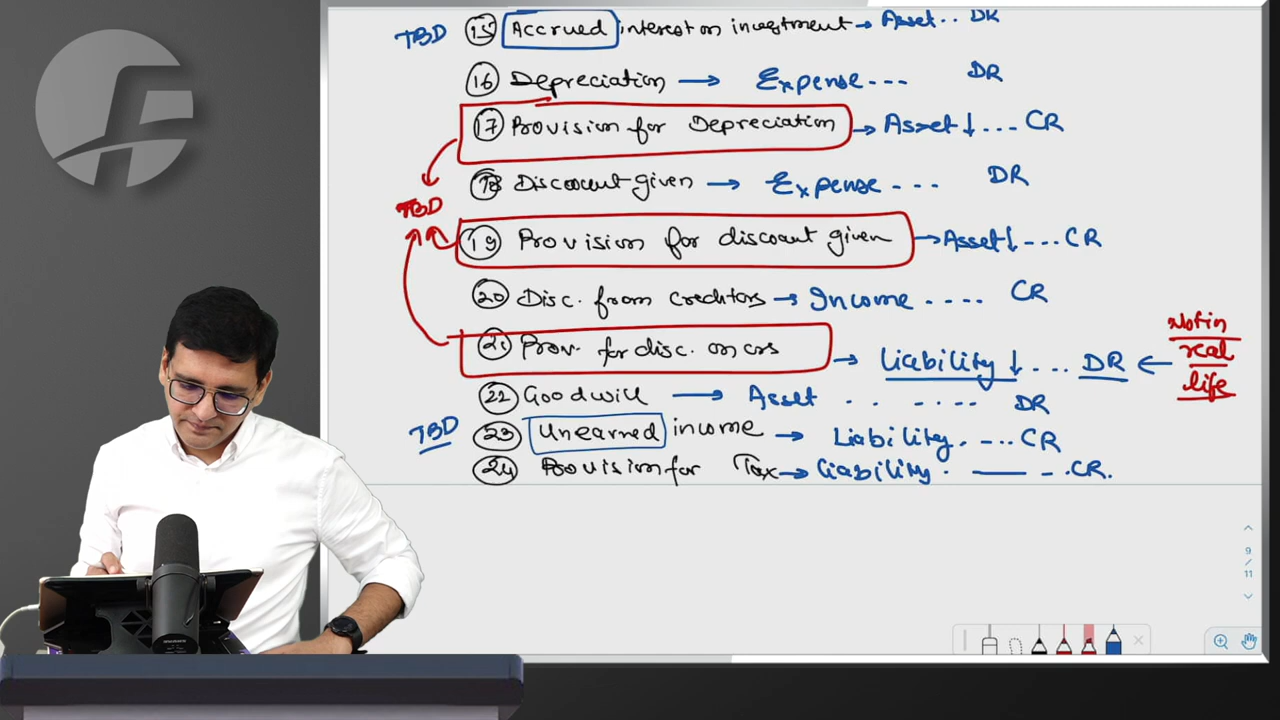 TBD (15) Accrued interest on investment → Asset.. DR
(16) Depreciation → Expense --- DR
(17) Provision for Depreciation → Asset ↓ ... CR
(18) Discount given → Expense --- DR
TBD
(19) Provision for discount given → Asset ↓ --- CR
(20) Disc. from creditors → Income .... CR
(21) Prov. for disc. on crs → Liability ↓ ... DR ← Not in real life
(22) Goodwill → Asset . . . ---- DR
TBD (23) Unearned income → Liability. --- CR
(24) Provision for Tax → liability. — -- CR.
9
/
11